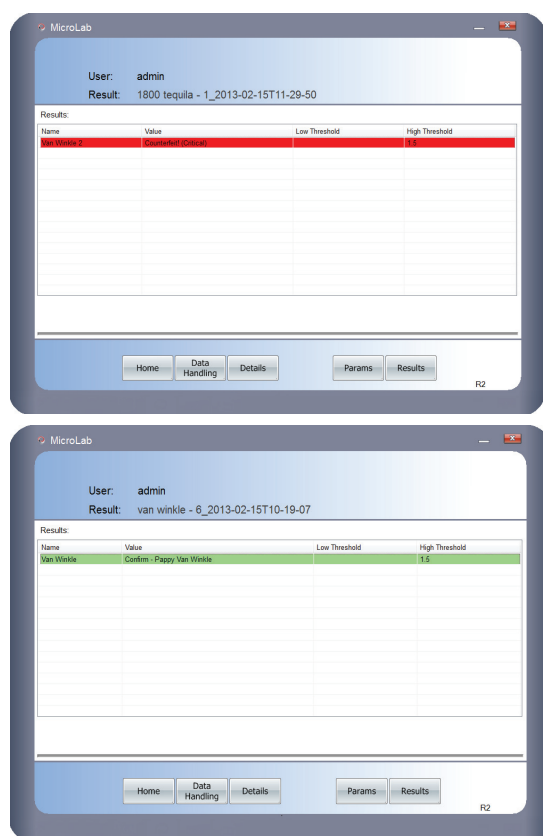 MicroLab
User: admin
Result: 1800 tequila - 1_2013-02-15T11-29-50
Results:
Name Value Low Threshold High Threshold
Van Winkle 2 Counterfeit! (Critical) 1.5
Home Data Handling Details Params Results
R2
MicroLab
User: admin
Result: van winkle - 6_2013-02-15T10-19-07
Results:
Name Value Low Threshold High Threshold
Van Winkle Confirm - Pappy Van Winkle 1.5
Home Data Handling Details Params Results
R2